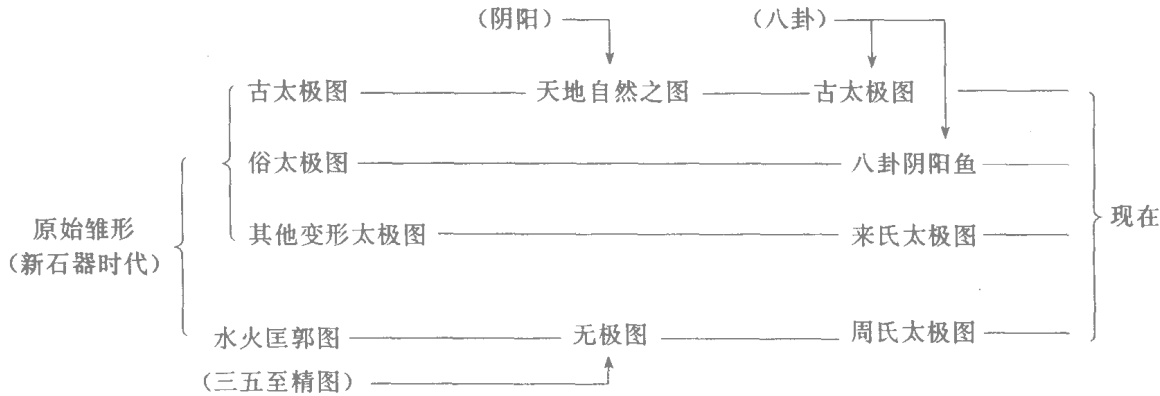 （阴阳） （八卦）
古太极图 天地自然之图 古太极图
俗太极图 八卦阴阳鱼
原始雏形
（新石器时代）
其他变形太极图 来氏太极图
现在
水火匡郭图 无极图 周氏太极图
（三五至精图）